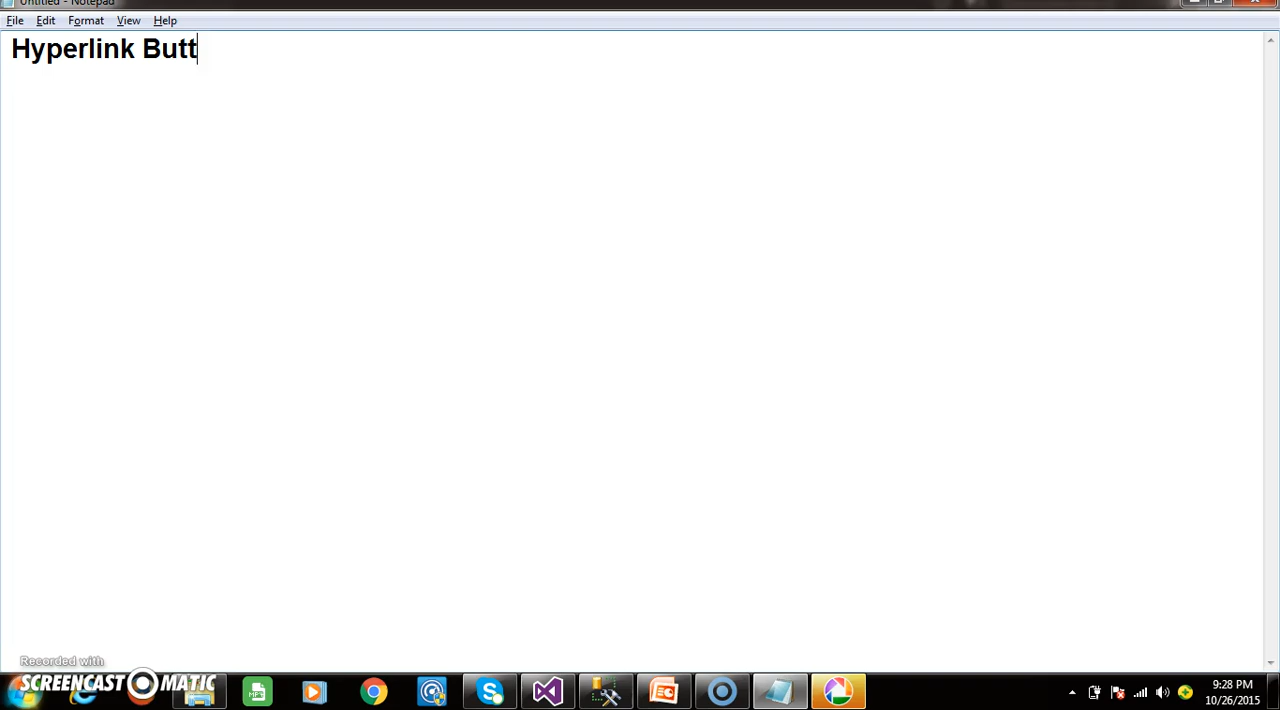 Untitled - Notepad
File Edit Format View Help
Hyperlink Butt
Recorded with
SCREENCAST MATIC
9:28 PM
10/26/2015